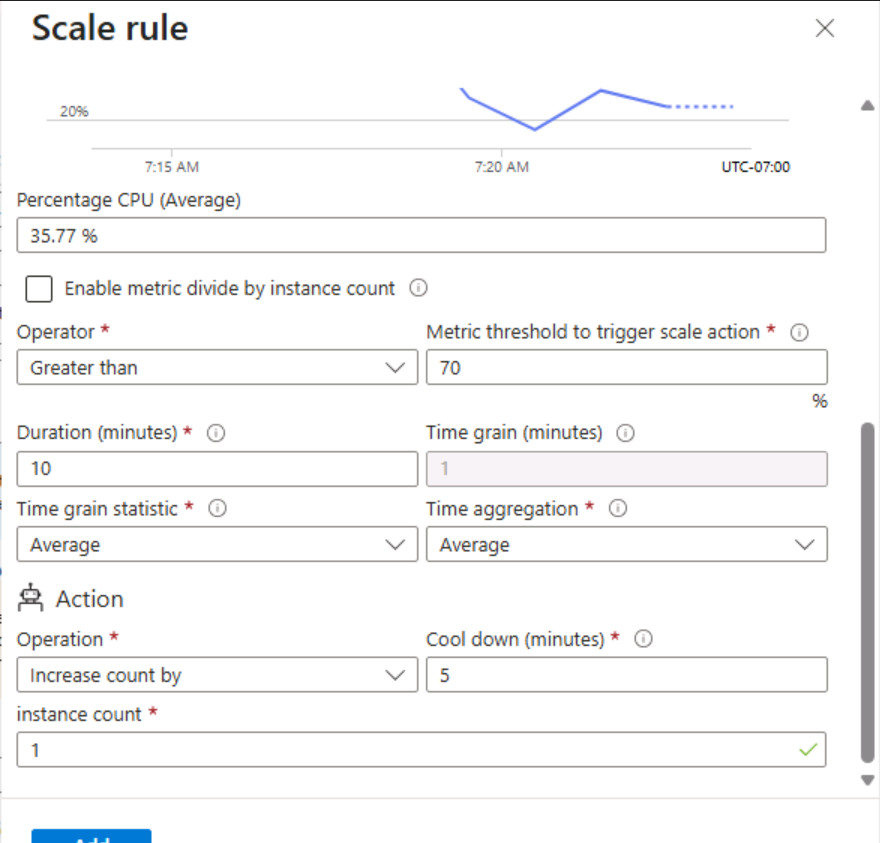 Scale rule
20%
7:15 AM 7:20 AM UTC-07:00
Percentage CPU (Average)
35.77 %
Enable metric divide by instance count
Operator * Metric threshold to trigger scale action *
Greater than 70
%
Duration (minutes) * Time grain (minutes)
10 1
Time grain statistic * Time aggregation *
Average Average
Action
Operation * Cool down (minutes) *
Increase count by 5
instance count *
1
Add